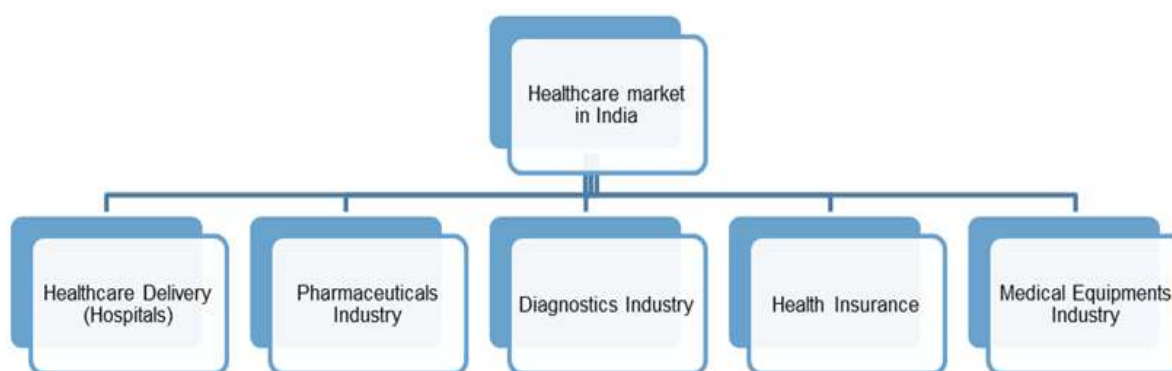 Healthcare market
in India
Healthcare Delivery
(Hospitals)
Pharmaceuticals
Industry
Diagnostics Industry
Health Insurance
Medical Equipments
Industry